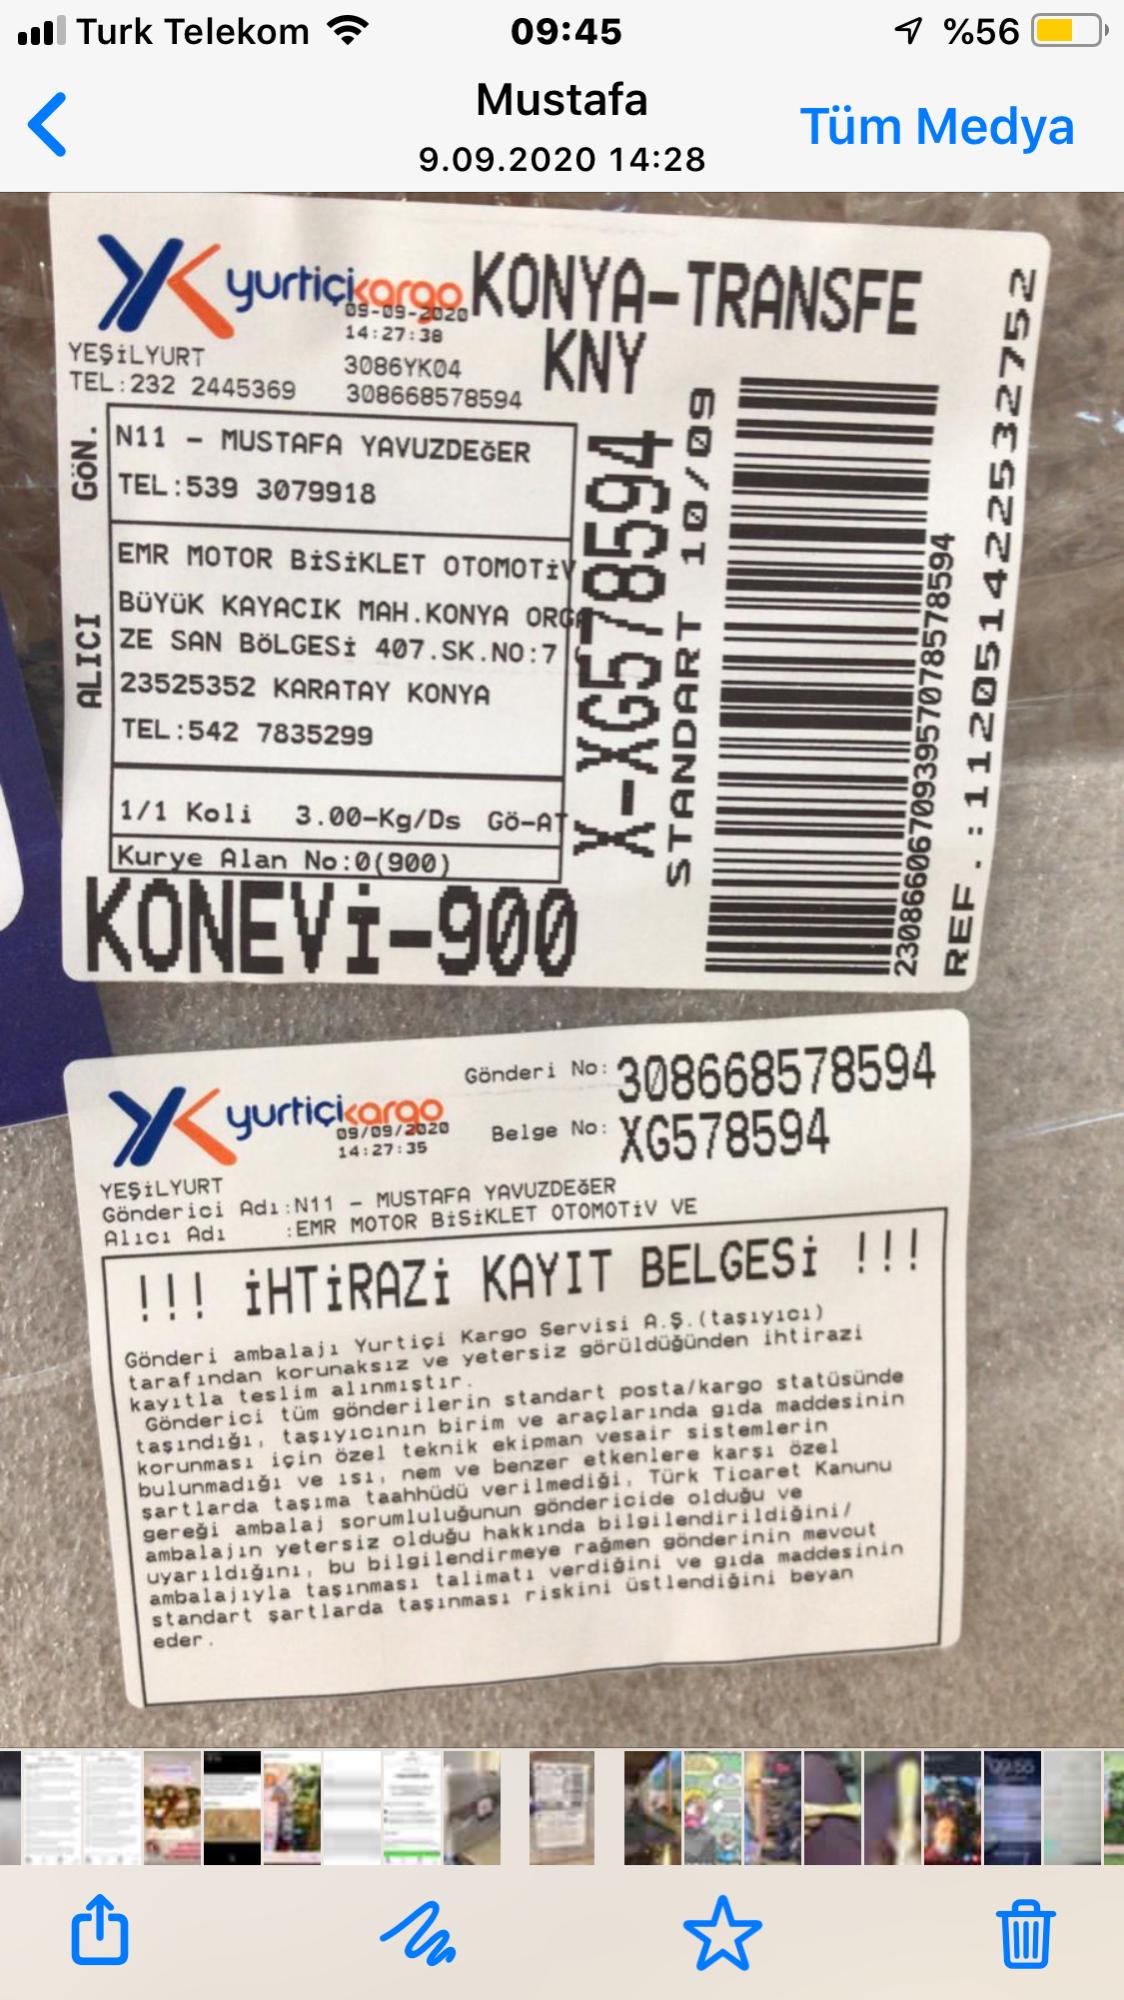 Turk Telekom
09:45
%56
Mustafa
9.09.2020 14:28
Tüm Medya
yurtiçikargo
KONYA-TRANSFE
KNY
09-09-2020
14:27:38
YEŞİLYURT
3086YK04
TEL:232 2445369
308668578594
GÖN.
N11 - MUSTAFA YAVUZDEĞER
TEL:539 3079918
ALICI
EMR MOTOR BİSİKLET OTOMOTİV
BÜYÜK KAYACIK MAH.KONYA ORGA
ZE SAN BÖLGESİ 407.SK.NO:7
23525352 KARATAY KONYA
TEL:542 7835299
1/1 Koli 3.00-Kg/Ds Gö-AT
Kurye Alan No:0(900)
KONEVİ-900
X-XG578594
STANDART 10/09
2308660670939570785​78594
REF.:112051422532752
yurtiçikargo
09/09/2020
14:27:35
Gönderi No: 308668578594
Belge No: XG578594
YEŞİLYURT
Gönderici Adı:N11 - MUSTAFA YAVUZDEĞER
Alıcı Adı :EMR MOTOR BİSİKLET OTOMOTİV VE
!!! İHTİRAZİ KAYIT BELGESİ !!!
Gönderi ambalajı Yurtiçi Kargo Servisi A.Ş.(taşıyıcı)
tarafından korunaksız ve yetersiz görüldüğünden ihtirazi
kayıtla teslim alınmıştır.
Gönderici tüm gönderilerin standart posta/kargo statüsünde
taşındığı, taşıyıcının birim ve araçlarında gıda maddesinin
korunması için özel teknik ekipman vesair sistemlerin
bulunmadığı ve ısı, nem ve benzer etkenlere karşı özel
şartlarda taşıma taahhüdü verilmediği, Türk Ticaret Kanunu
gereği ambalaj sorumluluğunun göndericide olduğu ve
ambalajın yetersiz olduğu hakkında bilgilendirildiğini/
uyarıldığını, bu bilgilendirmeye rağmen gönderinin mevcut
ambalajıyla taşınması talimatı verdiğini ve gıda maddesinin
standart şartlarda taşınması riskini üstlendiğini beyan
eder.